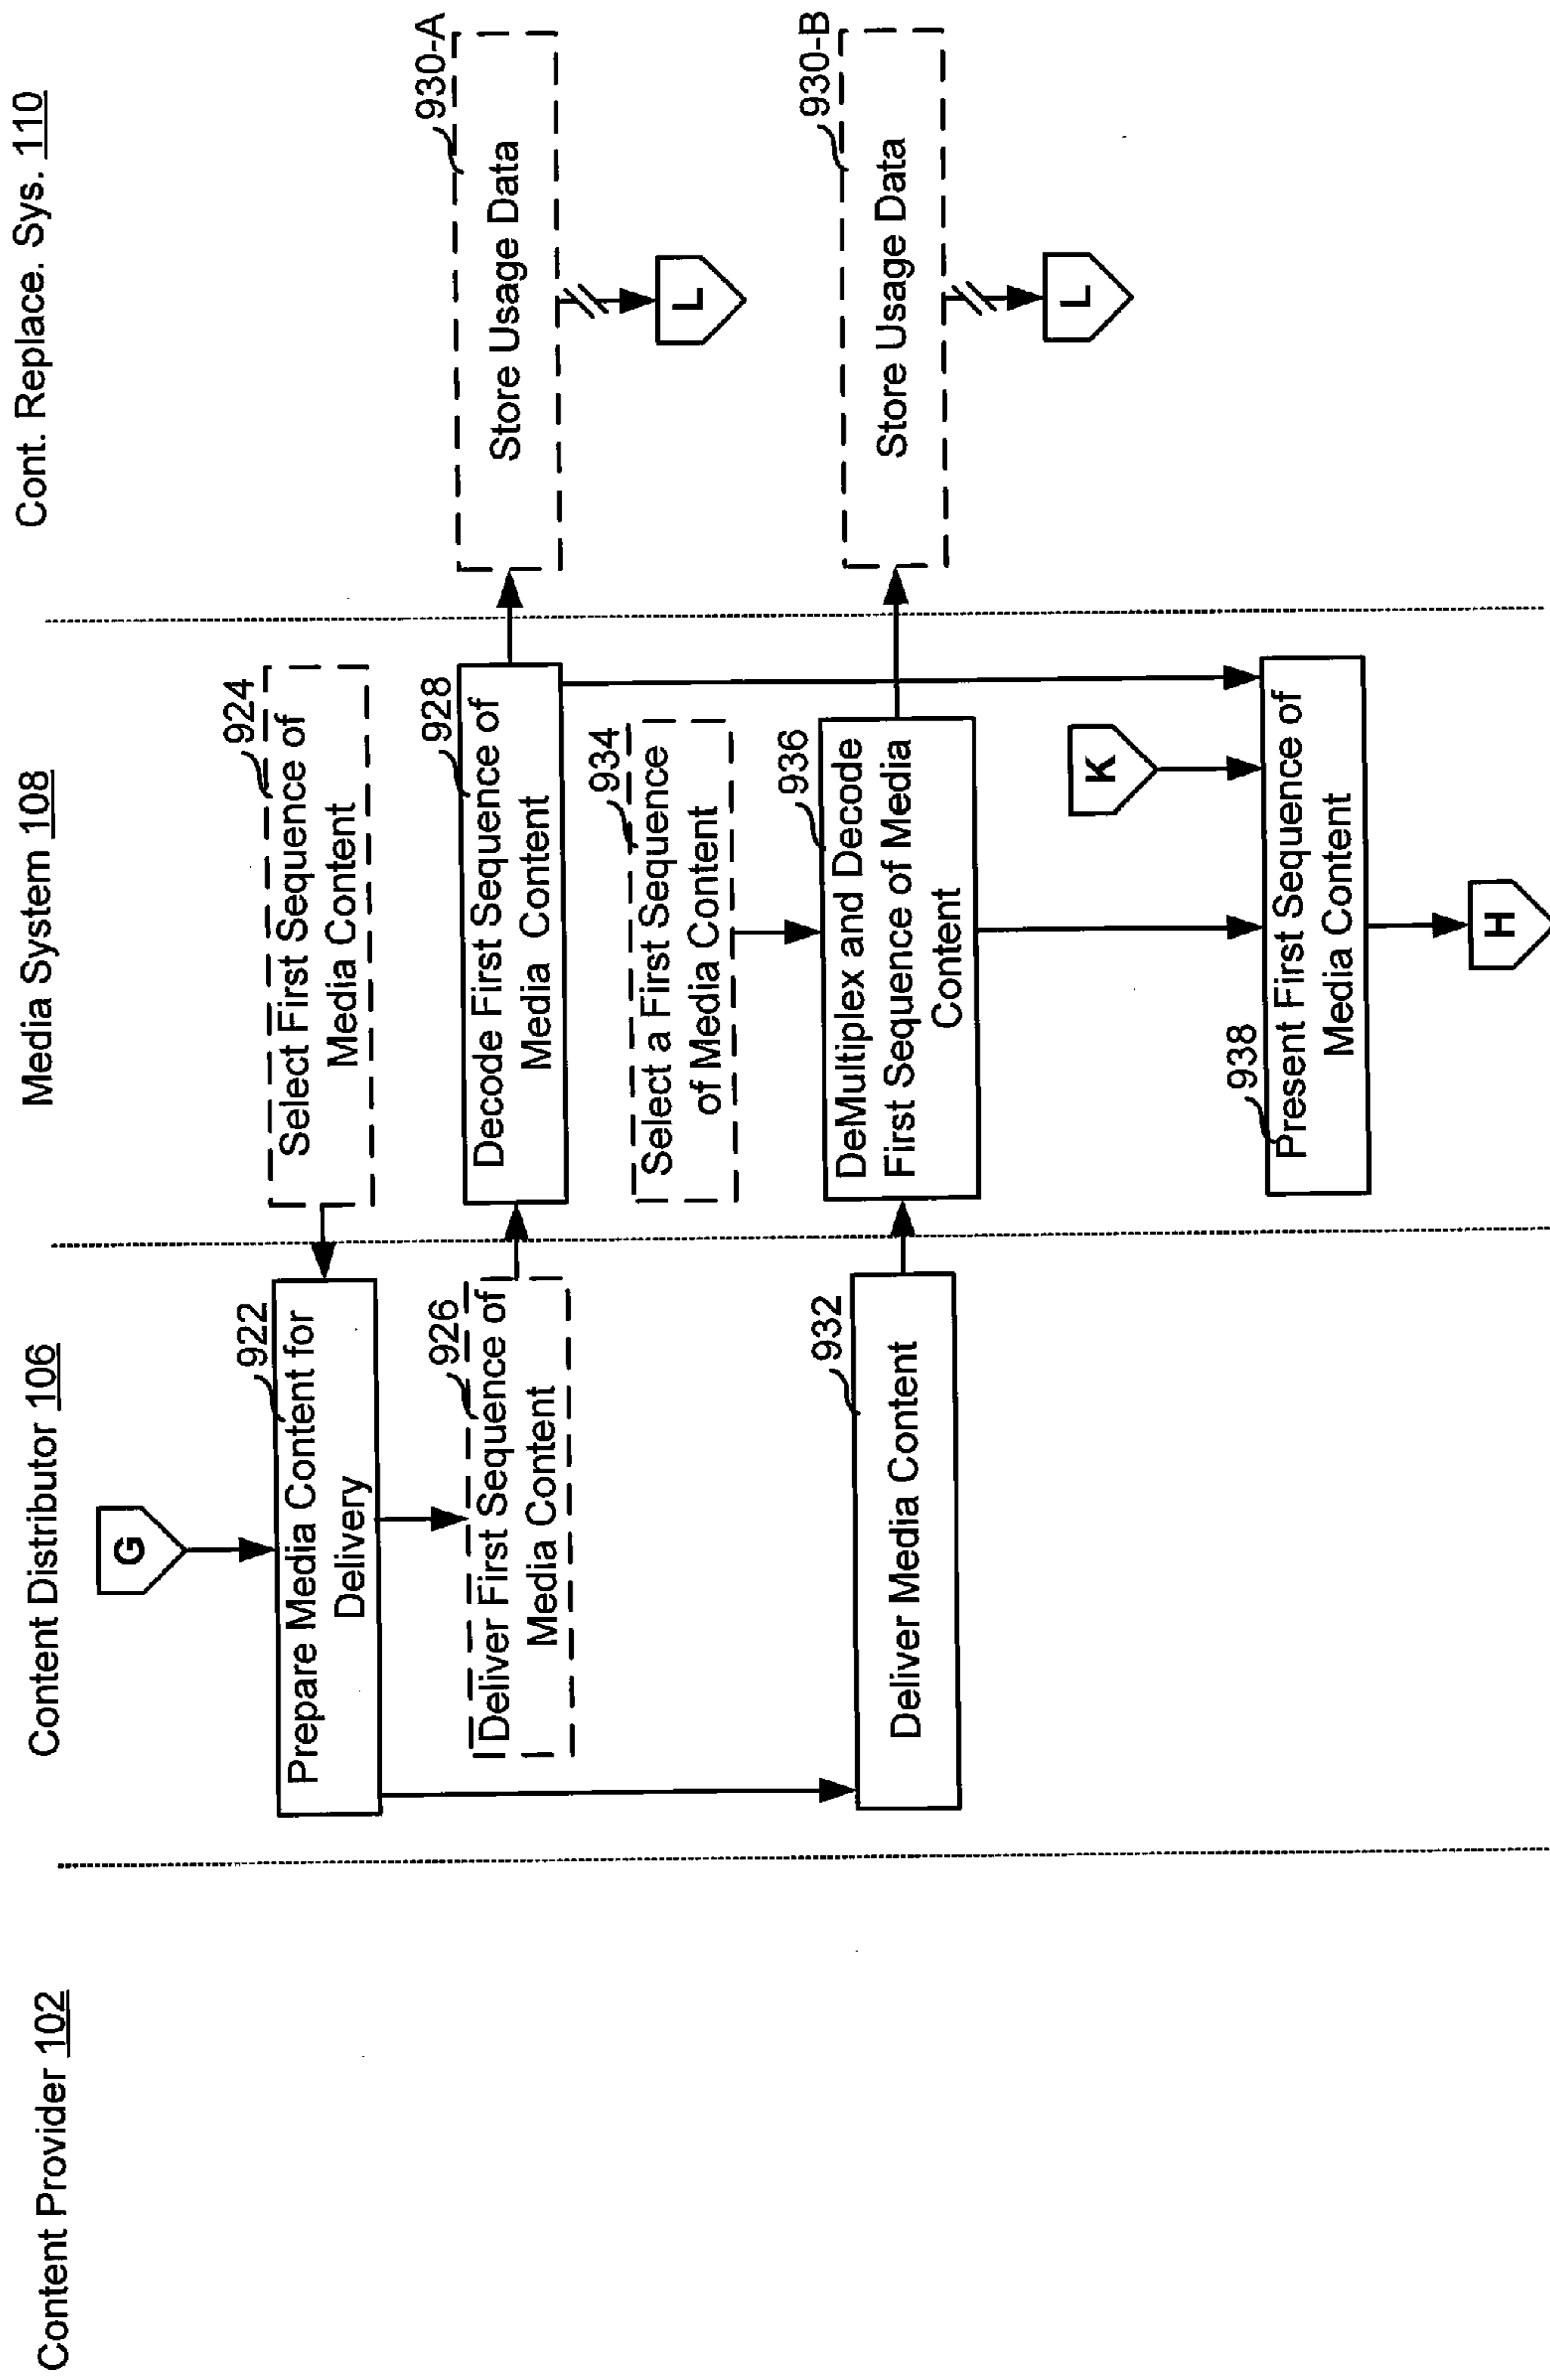 Content Provider 102
Content Distributor 106
Media System 108
Cont. Replace. Sys. 110
G
922
Prepare Media Content for
Delivery
924
Select First Sequence of
Media Content
926
Deliver First Sequence of
Media Content
928
Decode First Sequence of
Media Content
930-A
Store Usage Data
L
934
Select a First Sequence
of Media Content
932
Deliver Media Content
936
DeMultiplex and Decode
First Sequence of Media
Content
930-B
Store Usage Data
L
K
938
Present First Sequence of
Media Content
H